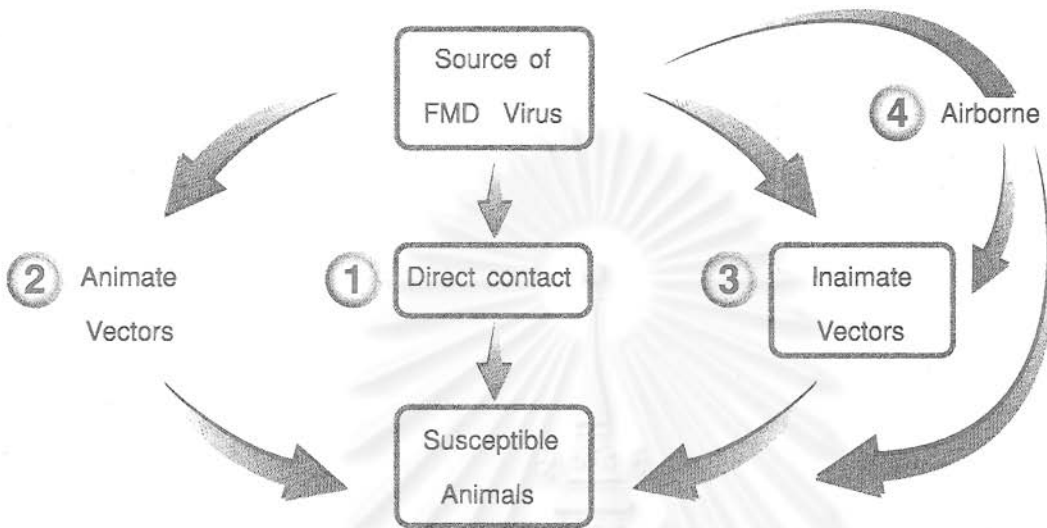 Source of
FMD Virus
4 Airborne
2 Animate
Vectors
1 Direct contact
3 Inaimate
Vectors
Susceptible
Animals